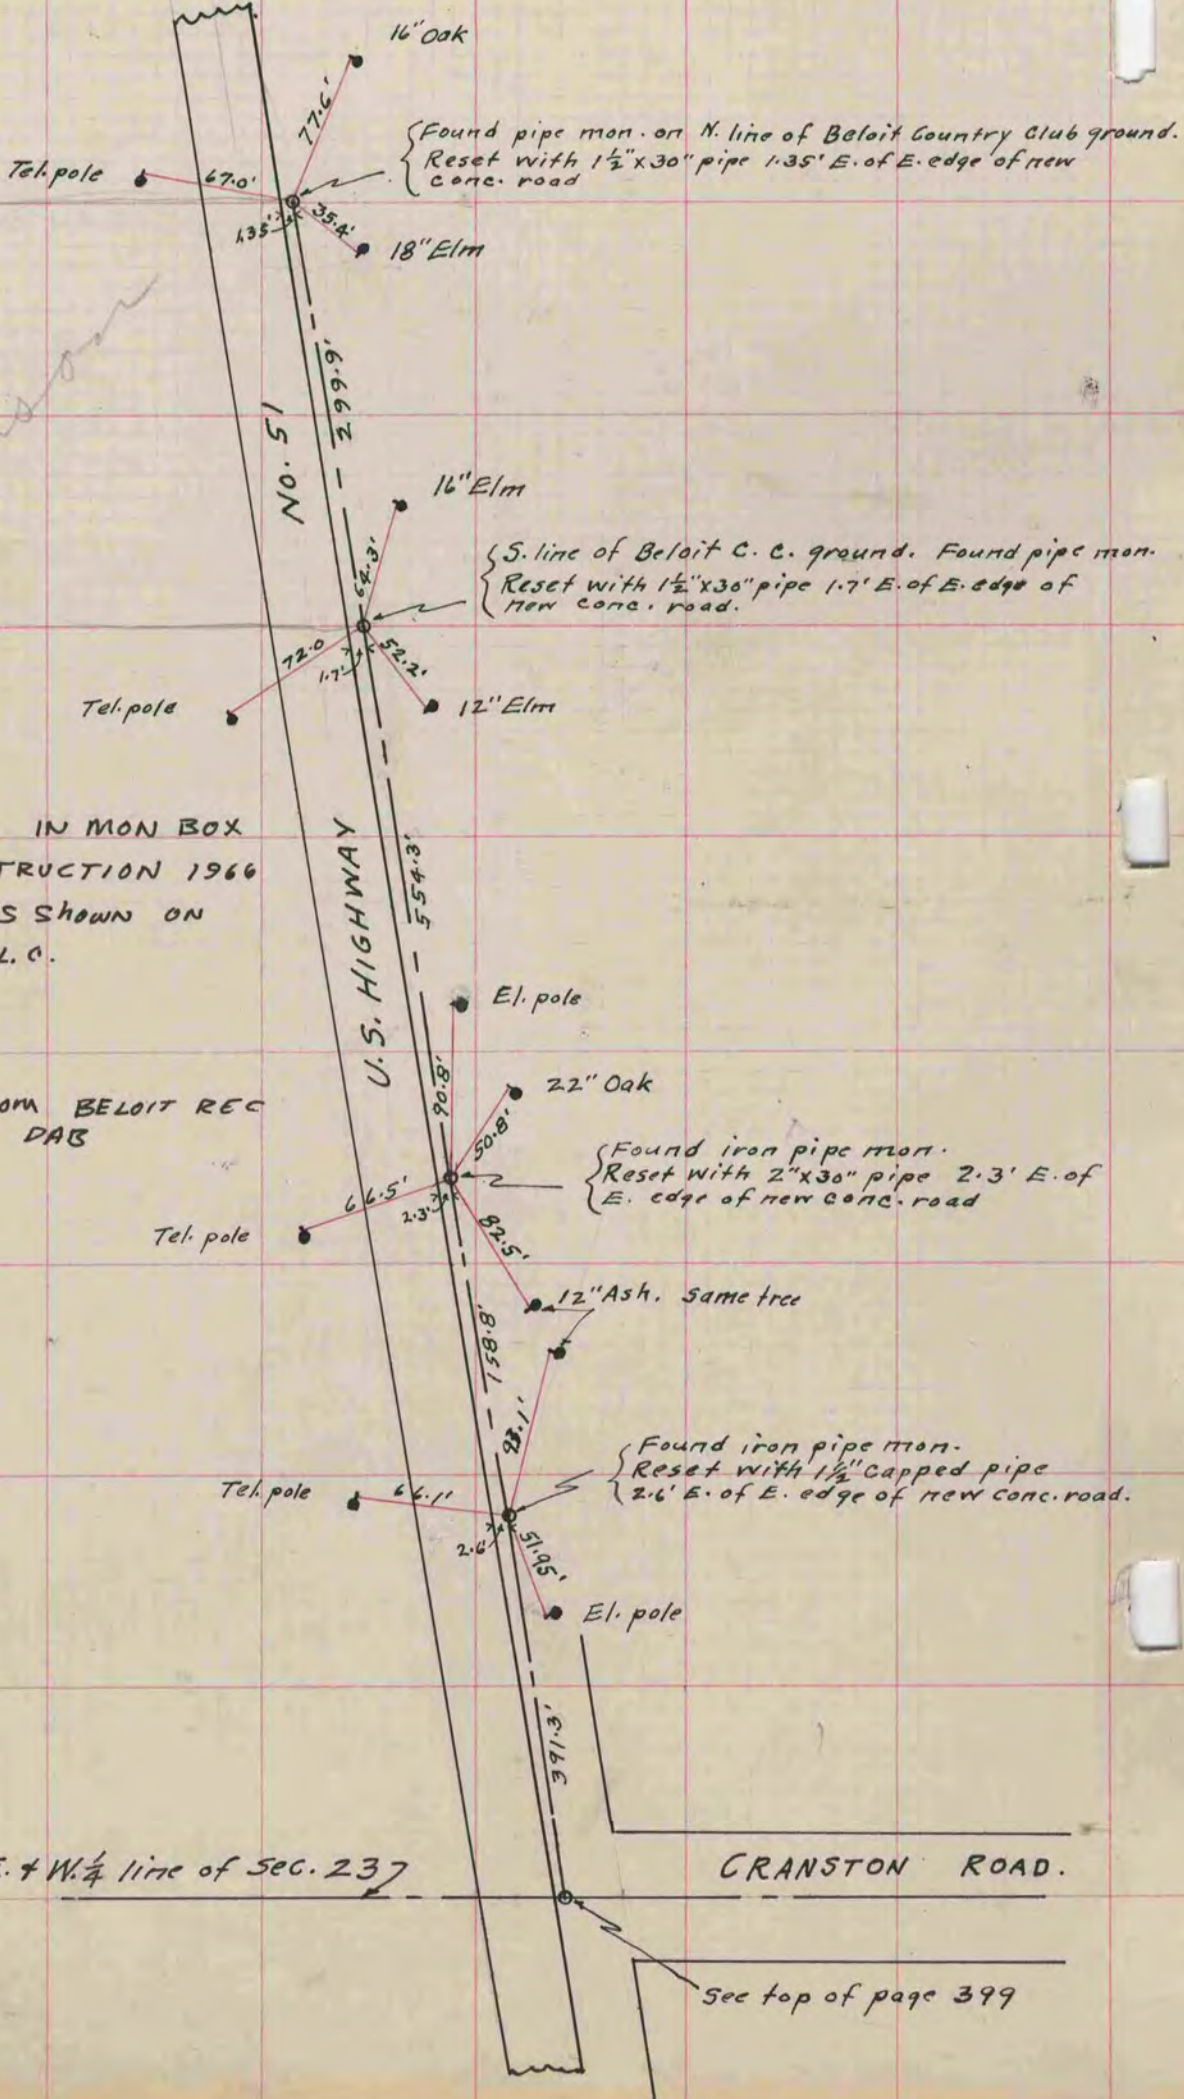 16" Oak
77.6'
{Found pipe mon. on N. line of Beloit Country Club ground.
Reset with 1½"x30" pipe 1.35' E. of E. edge of new
conc. road
Tel. pole
67.0'
1.35'
35.4'
18" Elm
299.9'
No. 51
16" Elm
{S. line of Beloit C. C. ground. Found pipe mon.
Reset with 1½"x30" pipe 1.7' E. of E. edge of
new conc. road.
72.0
1.7'
52.2'
Tel. pole
12" Elm
IN MON BOX
TRUCTION 1966
S SHOWN ON
L. C.
U.S. HIGHWAY
554.3'
El. pole
90.8'
22" Oak
50.8'
om BELOIT REC
DAB
{Found iron pipe mon.
Reset with 2"x30" pipe 2.3' E. of
E. edge of new conc. road
66.5'
2.3'
Tel. pole
82.5'
12" Ash. Same tree
158.8'
{Found iron pipe mon.
Reset with 1½" capped pipe
2.6' E. of E. edge of new conc. road.
Tel. pole
66.1'
2.6'
51.95'
El. pole
391.3'
. & W. ¼ line of Sec. 23
CRANSTON ROAD.
See top of page 399